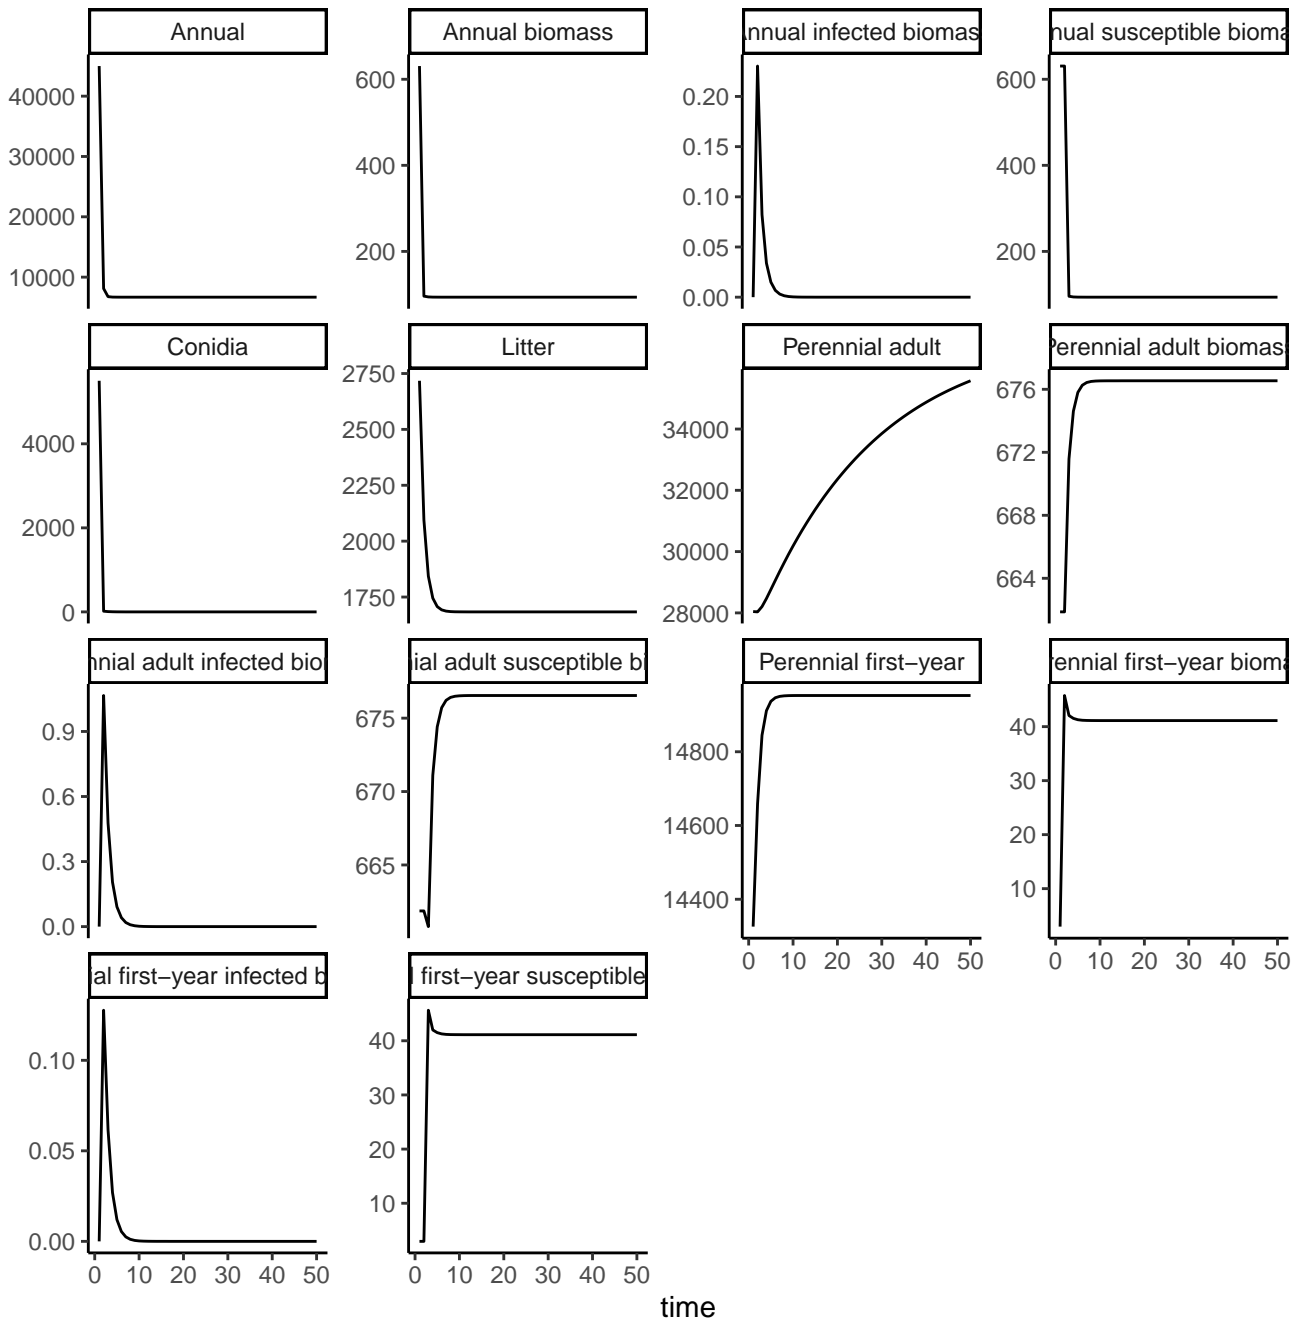 Annual
Annual biomass
Annual infected biomas
nual susceptible bioma
40000
30000
20000
10000
600
400
200
0.20
0.15
0.10
0.05
0.00
600
400
200
Conidia
Litter
Perennial adult
Perennial adult biomas
4000
2000
0
2750
2500
2250
2000
1750
34000
32000
30000
28000
676
672
668
664
nnial adult infected bio
ial adult susceptible bi
Perennial first−year
rennial first−year bioma
0.9
0.6
0.3
0.0
675
670
665
14800
14600
14400
40
30
20
10
0 10 20 30 40 50
0 10 20 30 40 50
ial first−year infected b
l first−year susceptible
0.10
0.05
0.00
40
30
20
10
0 10 20 30 40 50
0 10 20 30 40 50
time